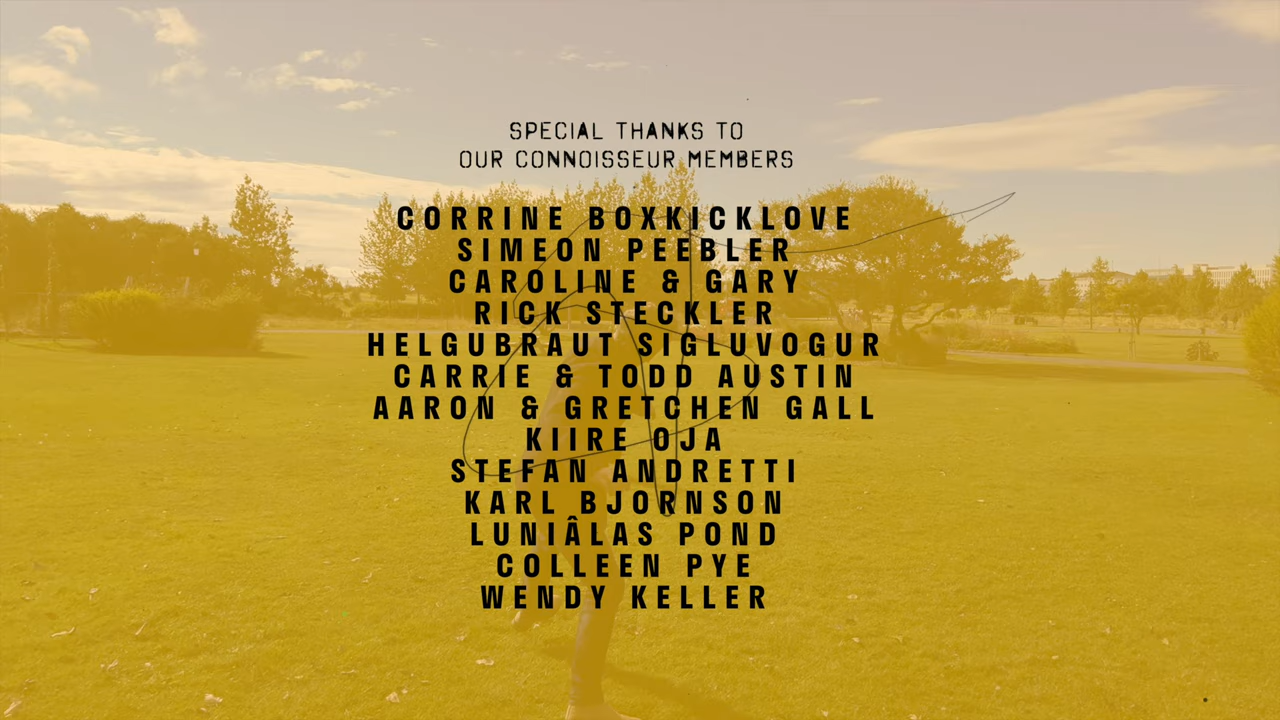 SPECIAL THANKS TO
OUR CONNOISSEUR MEMBERS
CORRINE BOXKICKLOVE
SIMEON PEEBLER
CAROLINE & GARY
RICK STECKLER
HELGUBRAUT SIGLUVOGUR
CARRIE & TODD AUSTIN
AARON & GRETCHEN GALL
KIIRE OJA
STEFAN ANDRETTI
KARL BJORNSON
LUNIÂLAS POND
COLLEEN PYE
WENDY KELLER